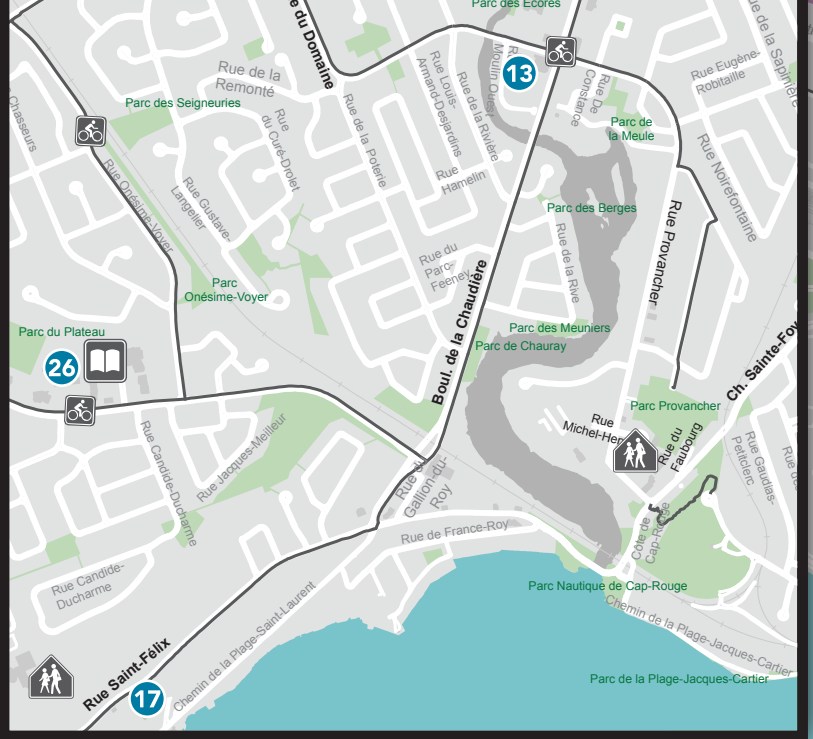 Parc des Écores
13
Rue de la
Remonté
Parc des Seigneuries
Rue
du Curé-Drolet
Rue de la Poterie
Rue Louis-
Armand-Desjardins
Rue de la Rivière
Moulin
Rue De
Constance
Rue Eugène-
Robitaille
de la Sapinière
Parc de
la Meule
Rue Noirefontaine
Chasseurs
Rue Onésime-Voyer
Rue Gustave-
Langelier
Rue
Hamelin
Parc des Berges
Rue Provancher
Rue de la Rive
Rue du
Parc-
Feeney
Boul. de la Chaudière
Parc
Onésime-Voyer
Parc des Meuniers
Parc de Chauray
Parc du Plateau
26
Ch. Sainte-Foy
Parc Provancher
Rue
Michel-Her
Rue du
Faubourg
Rue Gaudias-
Petitclerc
Rue Candide-Ducharme
Rue Jacques-Meilleur
Rue du
Gallion-du-
Roy
Rue de France-Roy
Côte de
Cap-Rouge
Rue Candide-
Ducharme
Parc Nautique de Cap-Rouge
Chemin de la Plage-Jacques-Cartier
Chemin de la Plage-Saint-Laurent
Rue Saint-Félix
17
Parc de la Plage-Jacques-Cartier
du Domaine